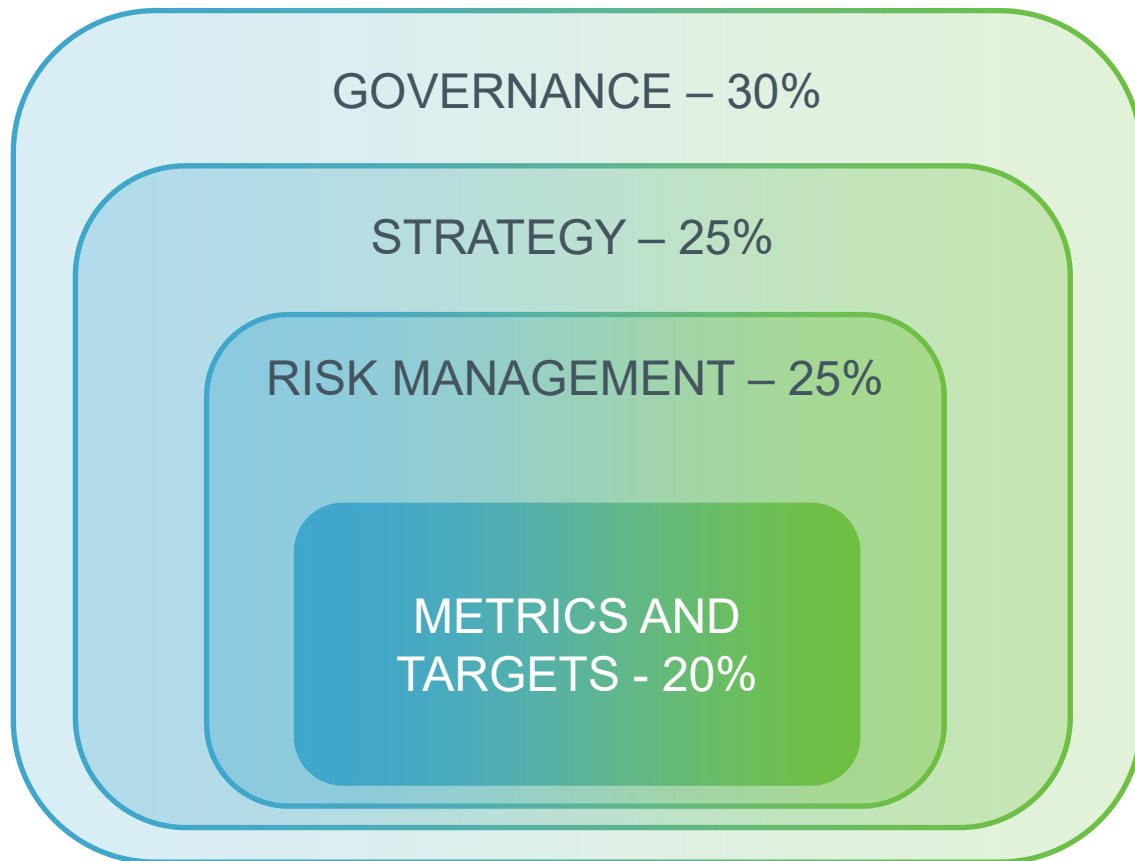 GOVERNANCE – 30%
STRATEGY – 25%
RISK MANAGEMENT – 25%
METRICS AND
TARGETS - 20%